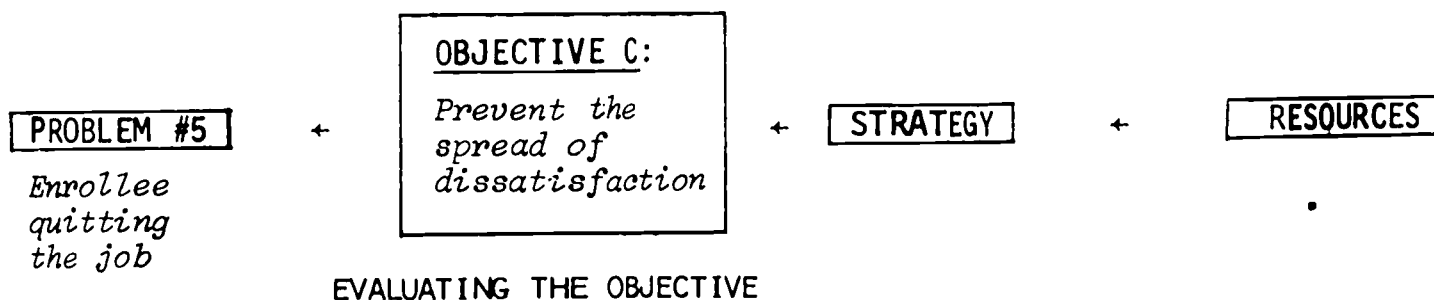 PROBLEM #5
Enrollee
quitting
the job
←
OBJECTIVE C:
Prevent the
spread of
dissatisfaction
←
STRATEGY
←
RESOURCES
EVALUATING THE OBJECTIVE